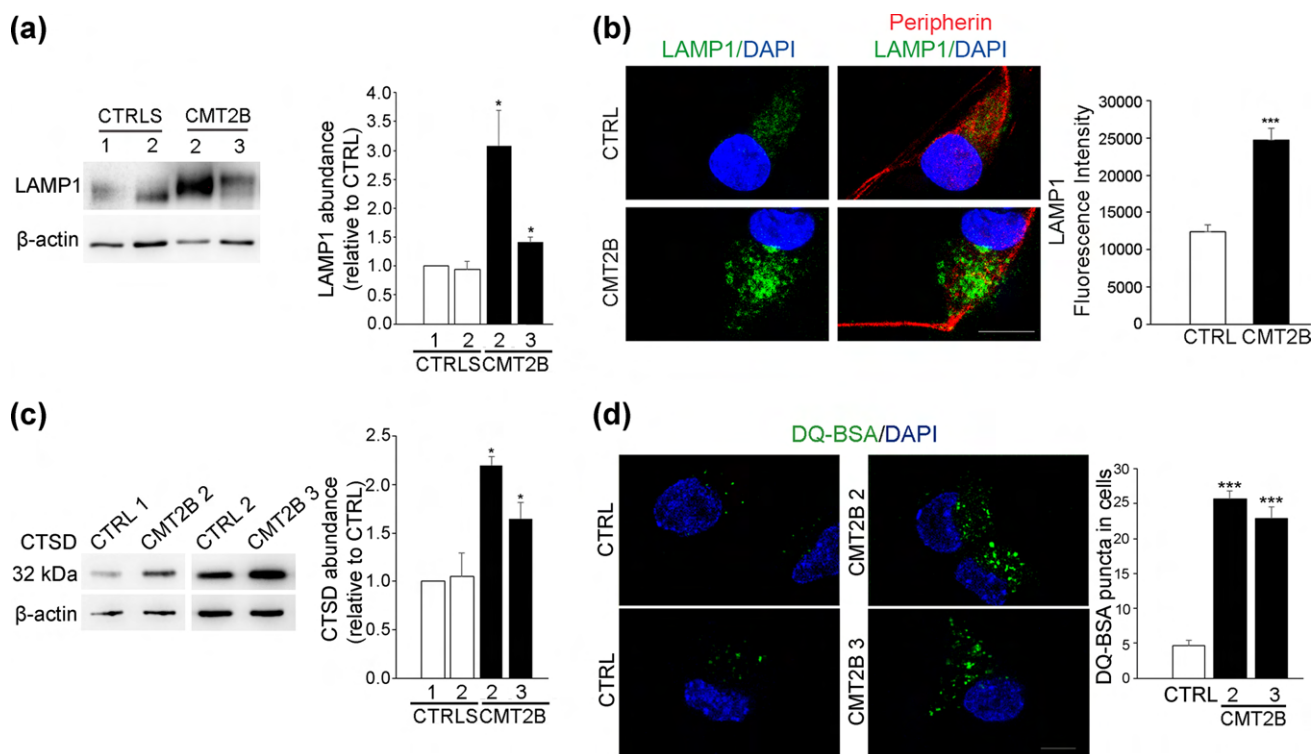 (a)
CTRLS CMT2B
1 2 2 3
LAMP1
β-actin
LAMP1 abundance
(relative to CTRL)
4.0
3.5
3.0
2.5
2.0
1.5
1.0
0.5
0.0
*
*
1 2 2 3
CTRLS CMT2B
(b)
LAMP1/DAPI
Peripherin
LAMP1/DAPI
CTRL
CMT2B
LAMP1
Fluorescence Intensity
30000
25000
20000
15000
10000
5000
0
***
CTRL CMT2B
(c)
CTRL 1 CMT2B 2 CTRL 2 CMT2B 3
CTSD
32 kDa
β-actin
CTSD abundance
(relative to CTRL)
2.5
2.0
1.5
1.0
0.5
0.0
*
*
1 2 2 3
CTRLS CMT2B
(d)
DQ-BSA/DAPI
CTRL
CMT2B 2
CTRL
CMT2B 3
DQ-BSA puncta in cells
30
25
20
15
10
5
0
***
***
CTRL 2 3
CMT2B